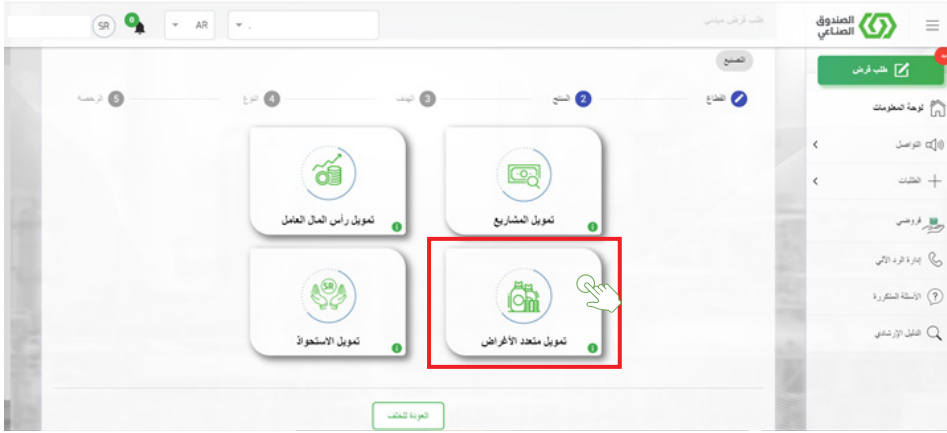 الصندوق
الصناعي
طلب قرض مبدئي
.
AR
0
SR
طلب قرض
لوحة المعلومات
التواصل
الطلبات
قروضي
إدارة الرد الآلي
الأسئلة المتكررة
الدليل الإرشادي
التصنيع
القطاع
2 المنتج
3 الهدف
4 النوع
5 الرخصة
تمويل المشاريع
تمويل رأس المال العامل
تمويل متعدد الأغراض
SR
تمويل الاستحواذ
العودة للخلف